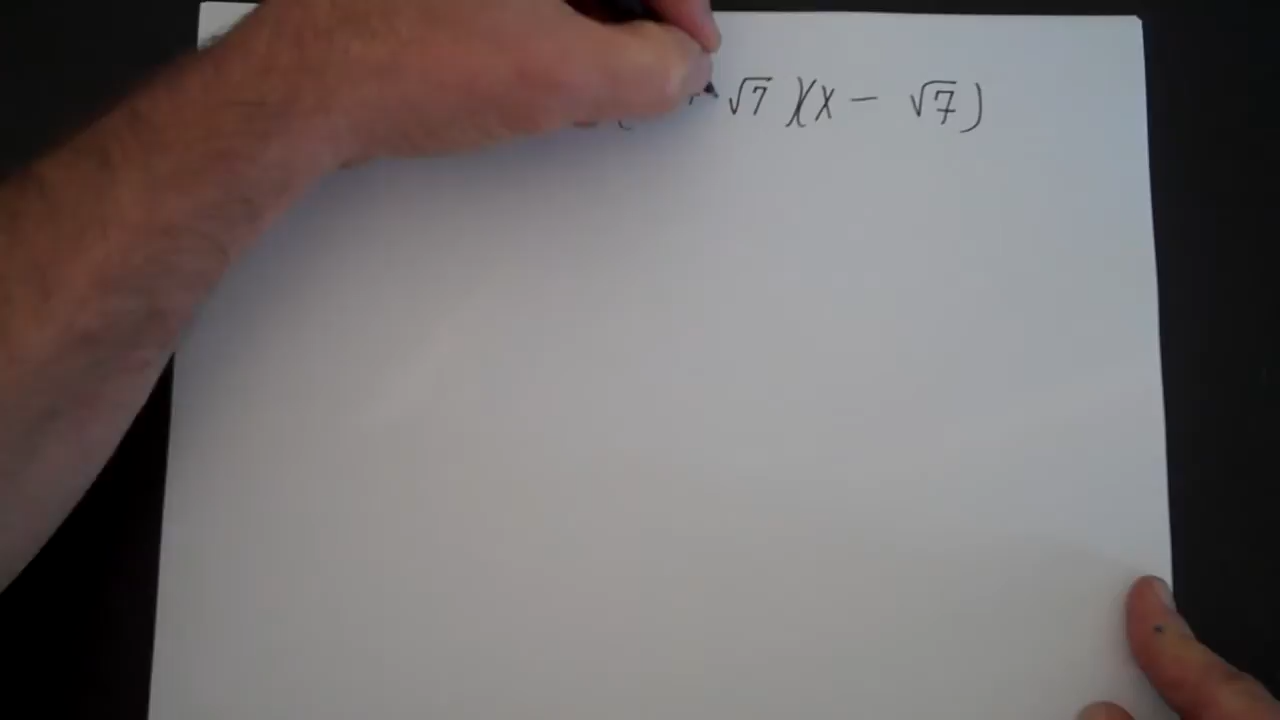 √7 )(x − √7)